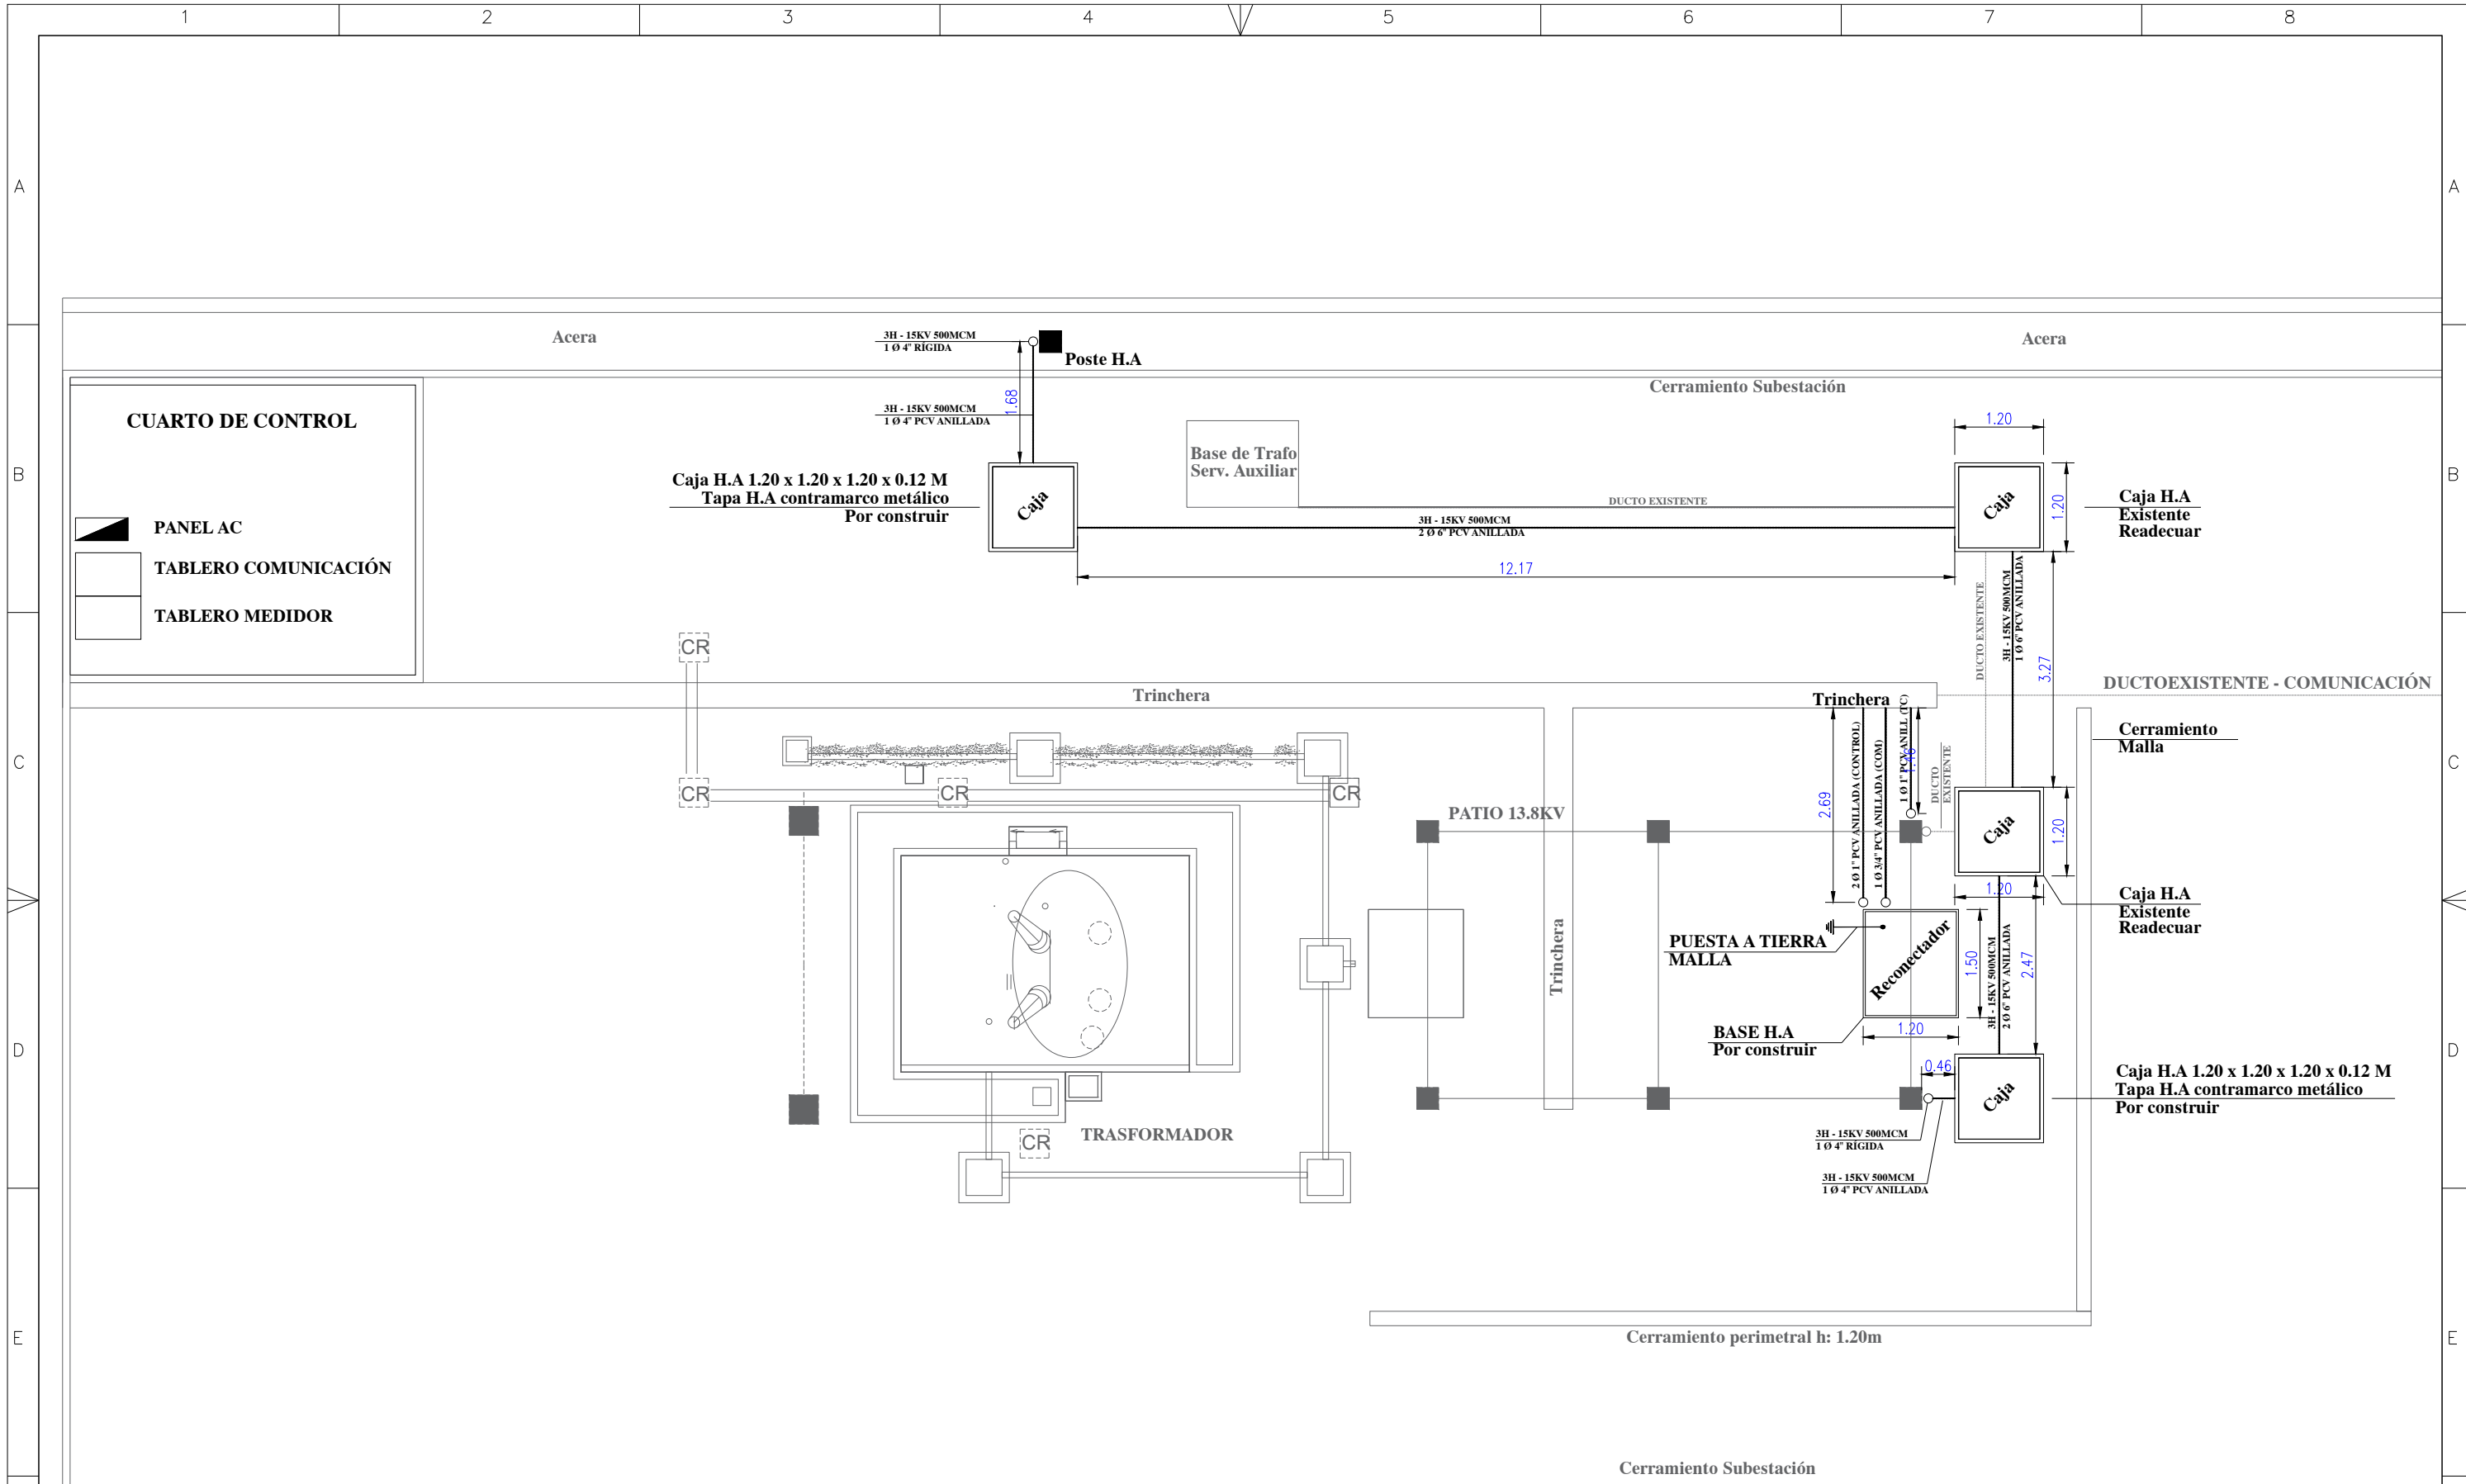 1
2
3
4
5
6
7
8
A
A
Acera
3H - 15KV 500MCM
1 Ø 4" RÍGIDA
Poste H.A
Acera
Cerramiento Subestación
1.68
3H - 15KV 500MCM
1 Ø 4" PCV ANILLADA
CUARTO DE CONTROL
1.20
Base de Trafo
Serv. Auxiliar
B
B
Caja H.A 1.20 x 1.20 x 1.20 x 0.12 M
Tapa H.A contramarco metálico
Por construir
Caja
DUCTO EXISTENTE
3H - 15KV 500MCM
2 Ø 6" PCV ANILLADA
Caja
1.20
Caja H.A
Existente
Readecuar
PANEL AC
TABLERO COMUNICACIÓN
TABLERO MEDIDOR
12.17
DUCTO EXISTENTE
3H - 15KV 500MCM
1 Ø 6" PCV ANILLADA
3.27
CR
Trinchera
Trinchera
DUCTOEXISTENTE - COMUNICACIÓN
Cerramiento
Malla
C
C
CR
CR
CR
PATIO 13.8KV
2.69
2 Ø 1" PCV ANILLADA (CONTROL)
1 Ø 3/4" PCV ANILLADA (COM)
1 Ø 1" PCV ANILL (TC)
1.46
DUCTO
EXISTENTE
Caja
1.20
1.20
Caja H.A
Existente
Readecuar
PUESTA A TIERRA
MALLA
Reconectador
1.50
3H - 15KV 500MCM
2 Ø 6" PCV ANILLADA
2.47
Trinchera
BASE H.A
Por construir
1.20
D
D
0.46
Caja
Caja H.A 1.20 x 1.20 x 1.20 x 0.12 M
Tapa H.A contramarco metálico
Por construir
CR
TRASFORMADOR
3H - 15KV 500MCM
1 Ø 4" RÍGIDA
3H - 15KV 500MCM
1 Ø 4" PCV ANILLADA
E
E
Cerramiento perimetral h: 1.20m
Cerramiento Subestación